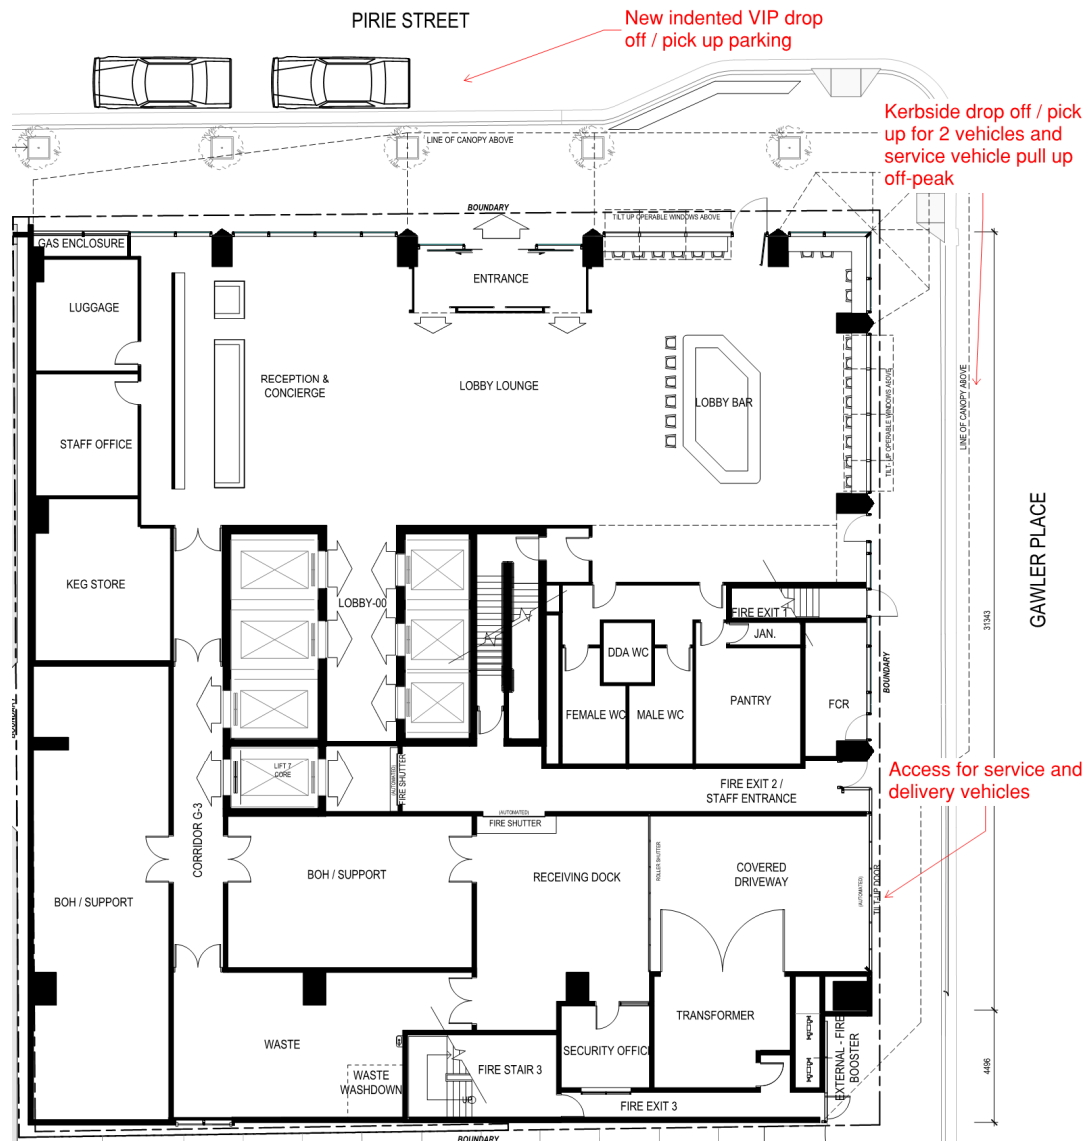 PIRIE STREET
New indented VIP drop
off / pick up parking
Kerbside drop off / pick
up for 2 vehicles and
service vehicle pull up
off-peak
LINE OF CANOPY ABOVE
BOUNDARY
TILT UP OPERABLE WINDOWS ABOVE
GAS ENCLOSURE
ENTRANCE
LUGGAGE
RECEPTION &
CONCIERGE
LOBBY LOUNGE
LOBBY BAR
TILT-UP OPERABLE WINDOWS ABOVE
LINE OF CANOPY ABOVE
STAFF OFFICE
GAWLER PLACE
KEG STORE
LOBBY-00
FIRE EXIT 1
31343
JAN.
DDA WC
BOUNDARY
BOUNDARY
PANTRY
FCR
FEMALE WC
MALE WC
LIFT 7
CORE
(AUTOMATED)
FIRE SHUTTER
FIRE EXIT 2 /
STAFF ENTRANCE
Access for service and
delivery vehicles
(AUTOMATED)
FIRE SHUTTER
CORRIDOR G-3
ROLLER SHUTTER
COVERED
DRIVEWAY
BOH / SUPPORT
RECEIVING DOCK
(AUTOMATED)
TILT-UP DOOR
BOH / SUPPORT
TRANSFORMER
WASTE
SECURITY OFFICE
EXTERNAL - FIRE
BOOSTER
4496
FIRE STAIR 3
WASTE
WASHDOWN
UP
FIRE EXIT 3
BOUNDARY